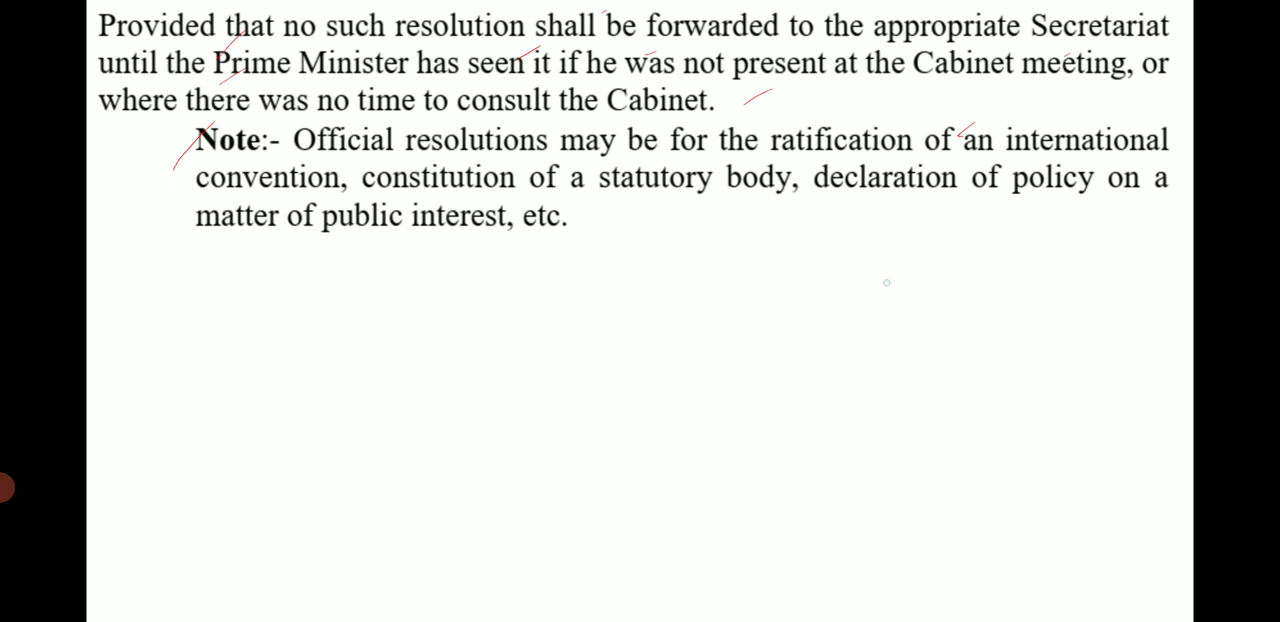 Provided that no such resolution shall be forwarded to the appropriate Secretariat
until the Prime Minister has seen it if he was not present at the Cabinet meeting, or
where there was no time to consult the Cabinet.
Note:- Official resolutions may be for the ratification of an international
convention, constitution of a statutory body, declaration of policy on a
matter of public interest, etc.